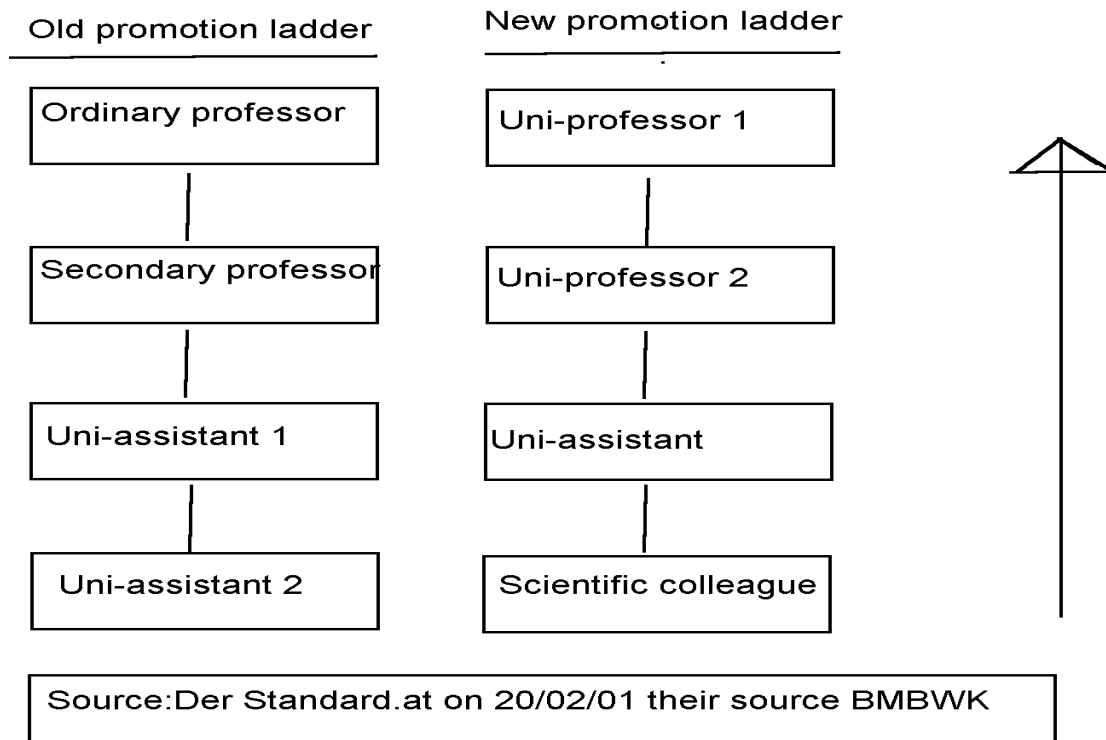 Old promotion ladder
New promotion ladder
Ordinary professor
Uni-professor 1
Secondary professor
Uni-professor 2
Uni-assistant 1
Uni-assistant
Uni-assistant 2
Scientific colleague
Source:Der Standard.at on 20/02/01 their source BMBWK